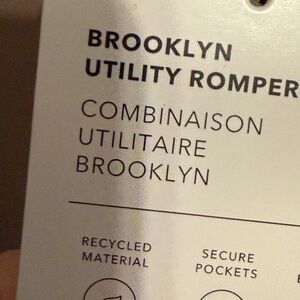 BROOKLYN
UTILITY ROMPER
COMBINAISON
UTILITAIRE
BROOKLYN
RECYCLED
MATERIAL
SECURE
POCKETS